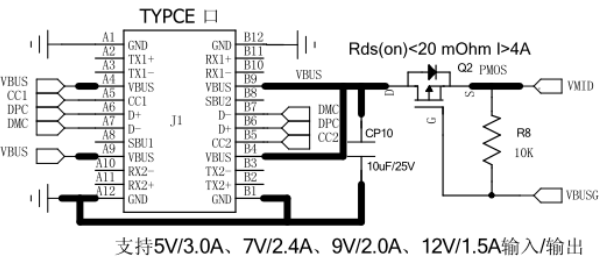 TYPCE 口
A1 GND GND B12
A2 TX1+ RX1+ B11
A3 TX1- RX1- B10
VBUS A4 VBUS VBUS B9 VBUS
CC1 A5 CC1 SBU2 B8
DPC A6 D+ D- B7 DMC
DMC A7 D- D+ B6 DPC
A8 SBU1 CC2 B5 CC2
VBUS A9 VBUS VBUS B4
A10 RX2- TX2- B3
A11 RX2+ TX2+ B2
A12 GND GND B1
J1
CP10
10uF/25V
Rds(on)<20 mOhm I>4A
Q2 PMOS
D S
G
VMID
R8
10K
VBUSG
支持5V/3.0A、7V/2.4A、9V/2.0A、12V/1.5A输入/输出